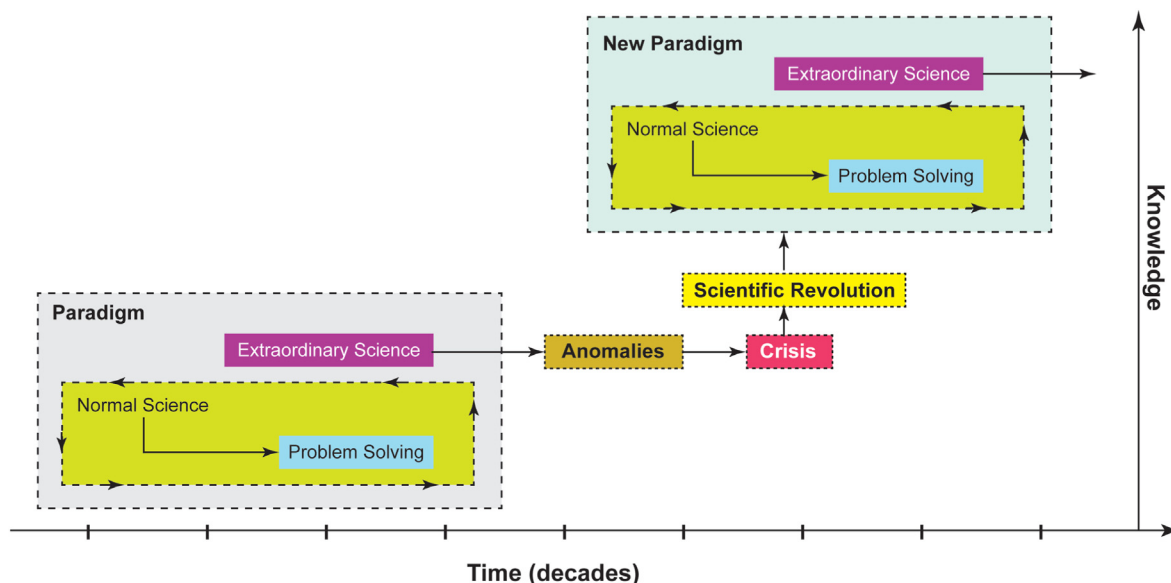 New Paradigm
Extraordinary Science
Normal Science
Problem Solving
Knowledge
Scientific Revolution
Paradigm
Extraordinary Science
Anomalies
Crisis
Normal Science
Problem Solving
Time (decades)